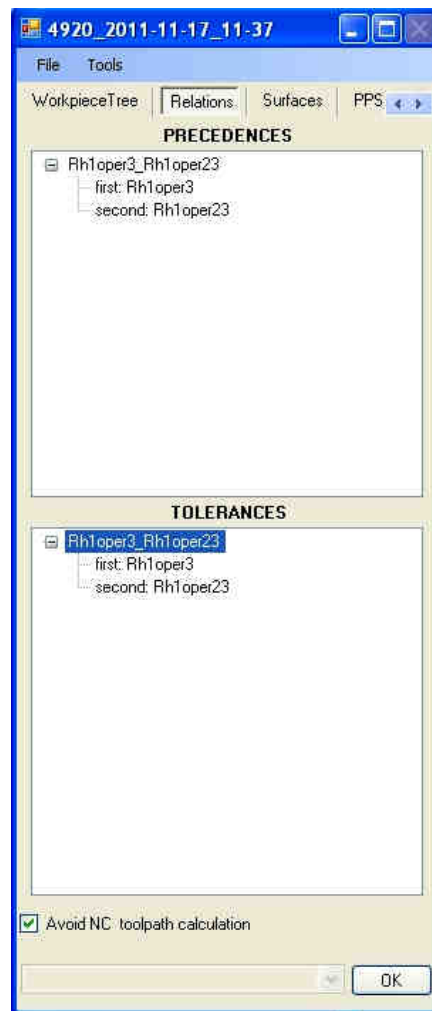 4920_2011-11-17_11-37
File Tools
WorkpieceTree Relations Surfaces PPS
PRECEDENCES
Rh1oper3_Rh1oper23
first: Rh1oper3
second: Rh1oper23
TOLERANCES
Rh1oper3_Rh1oper23
first: Rh1oper3
second: Rh1oper23
Avoid NC toolpath calculation
OK